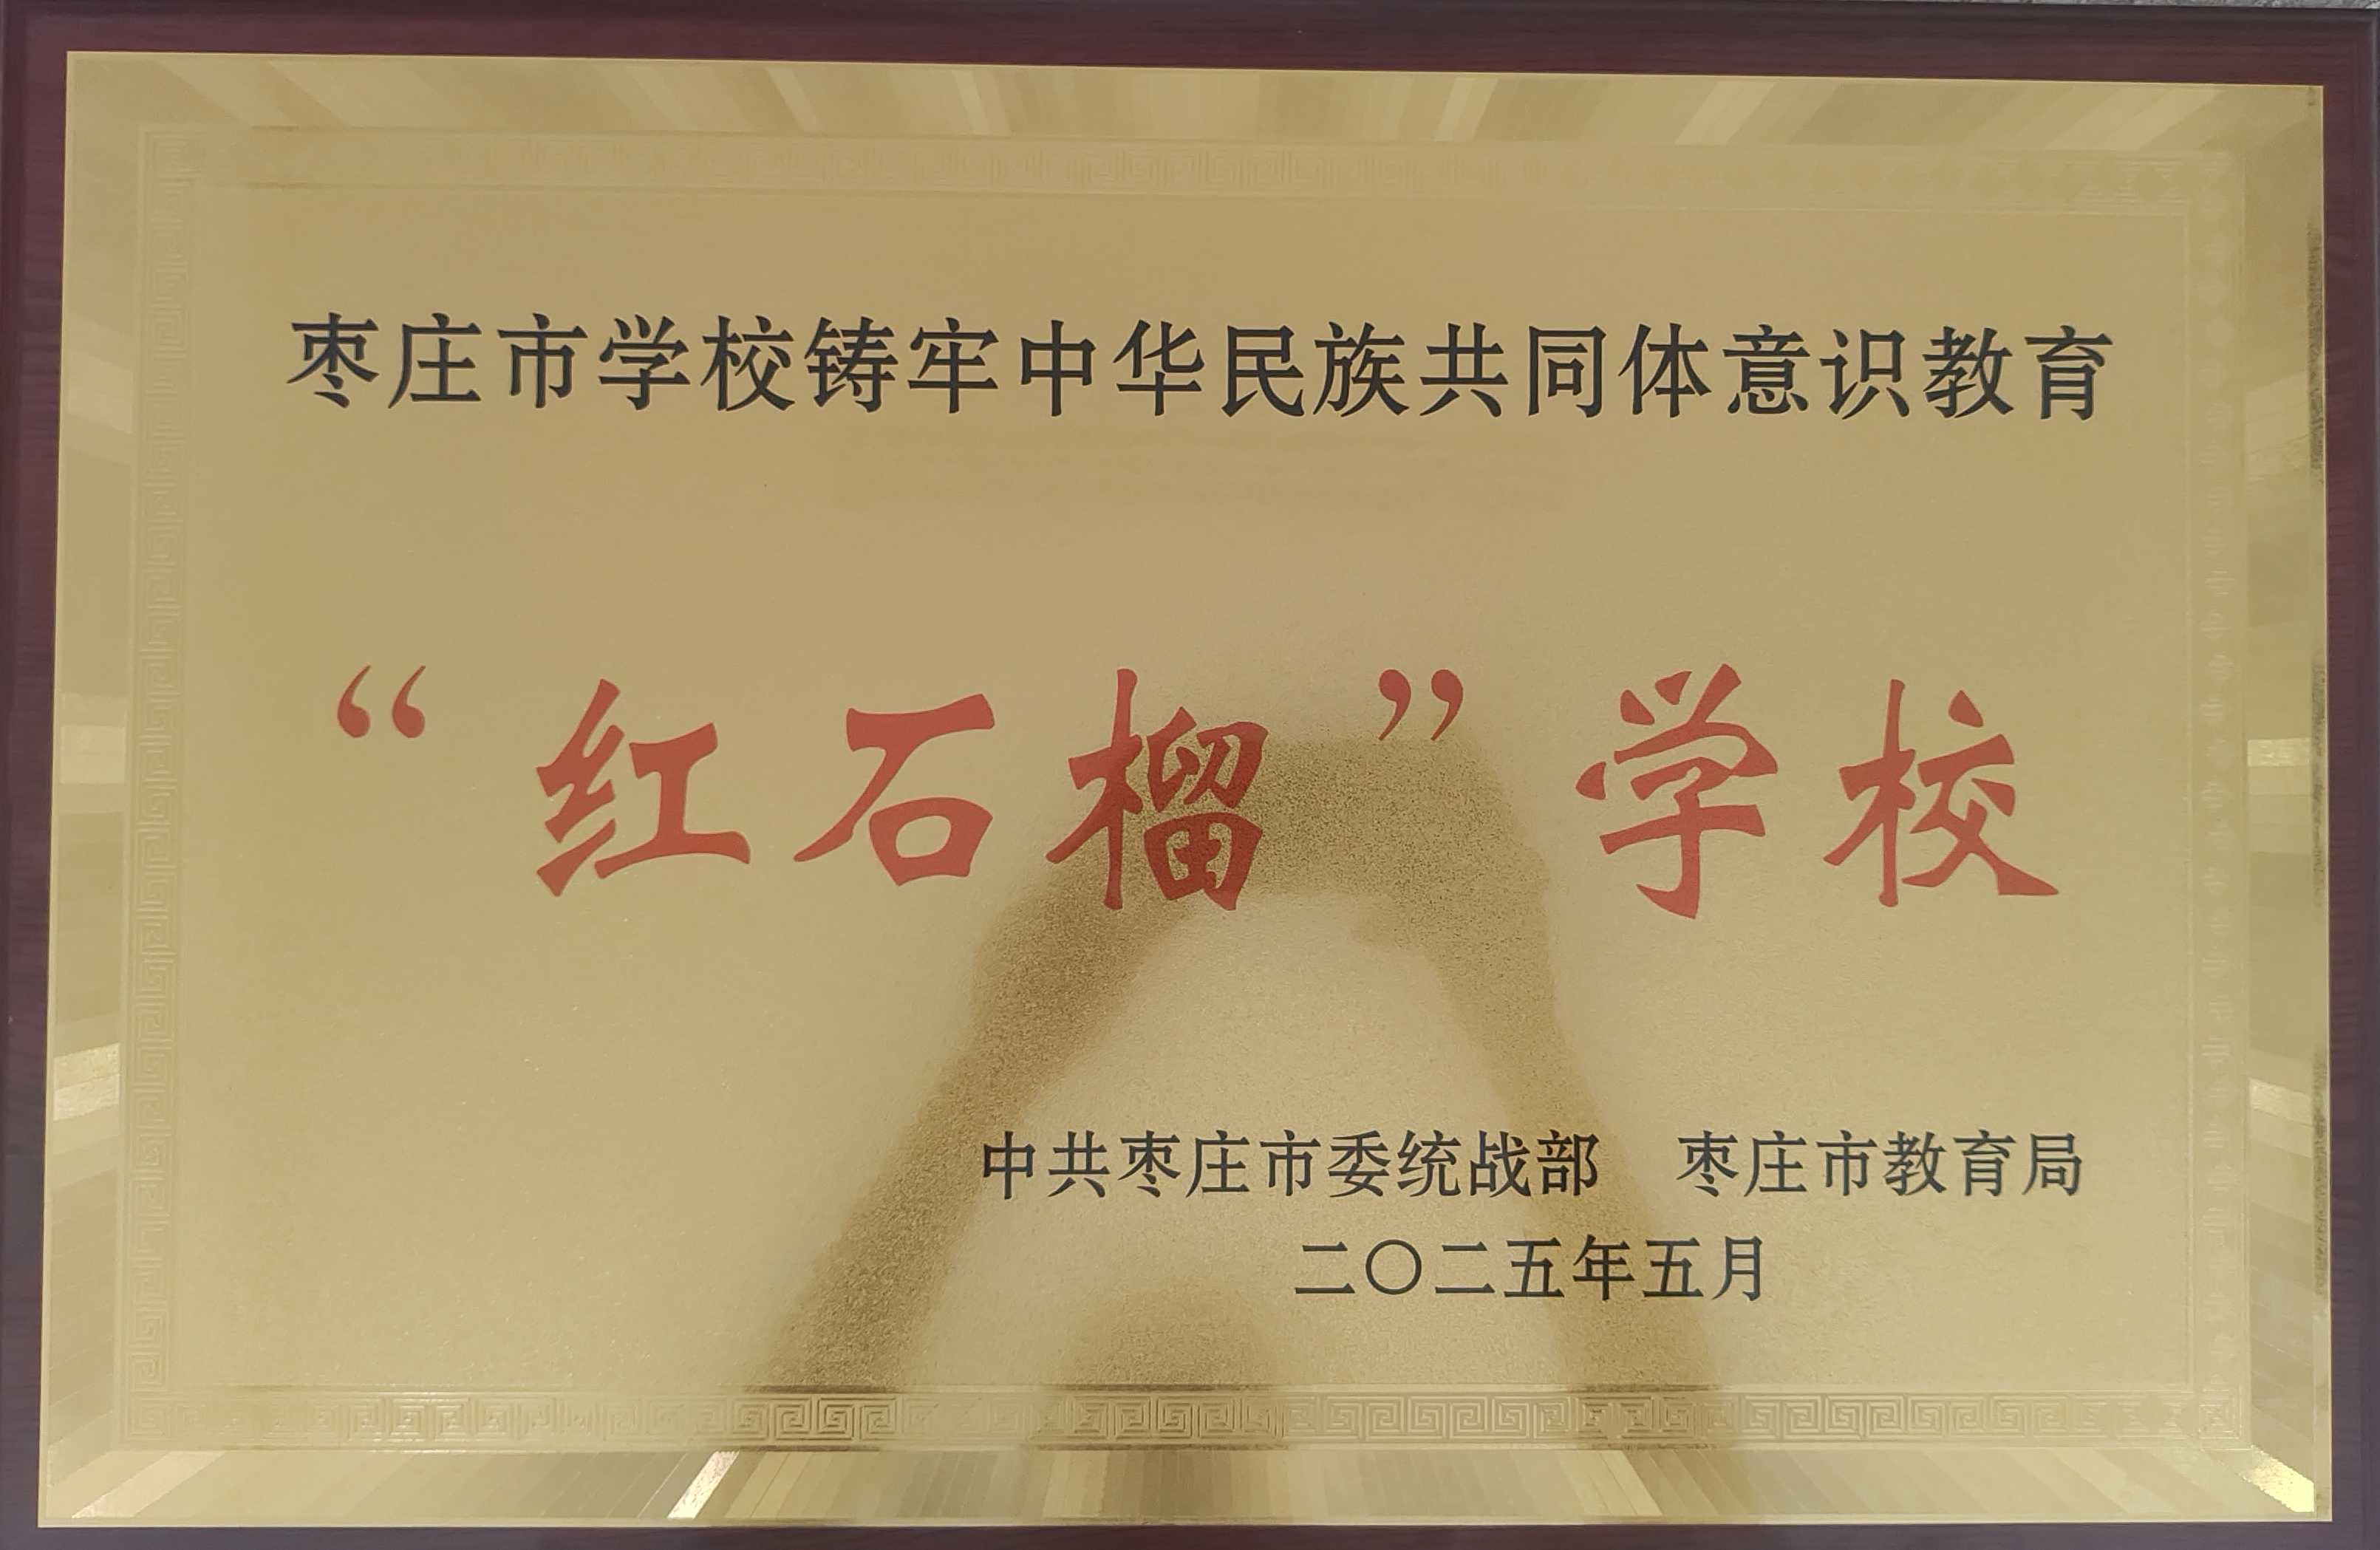 枣庄市学校铸牢中华民族共同体意识教育
“红石榴”学校
中共枣庄市委统战部 枣庄市教育局
二〇二五年五月